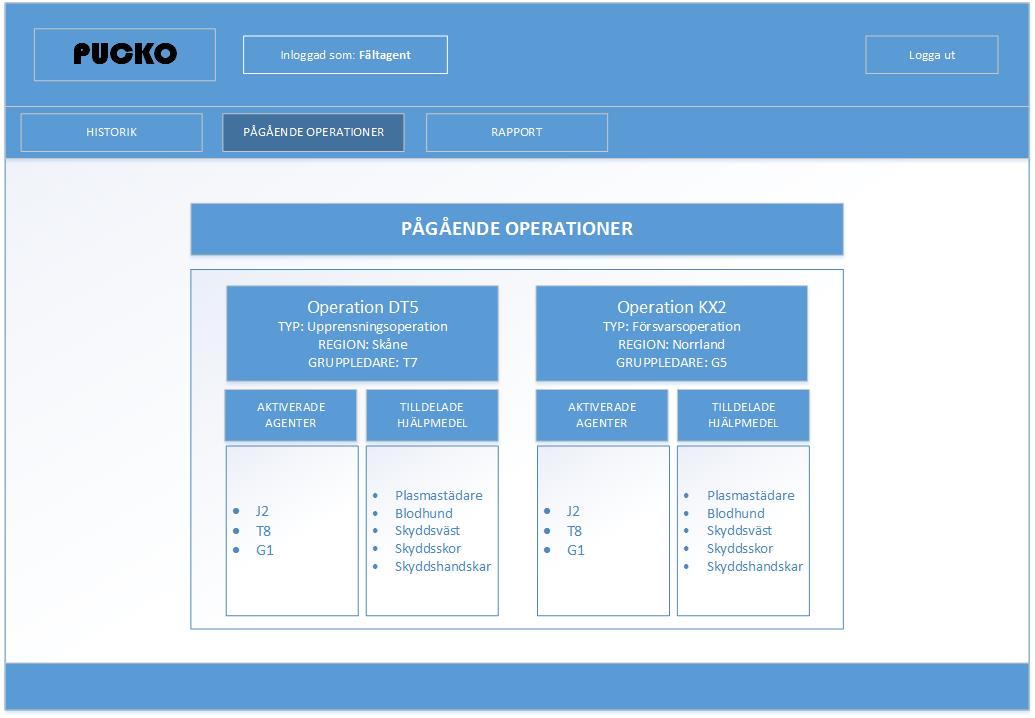 PUCKO
Inloggad som: Fältagent
Logga ut
HISTORIK
PÅGÅENDE OPERATIONER
RAPPORT
PÅGÅENDE OPERATIONER
Operation DT5
TYP: Upprensningsoperation
REGION: Skåne
GRUPPLEDARE: T7
AKTIVERADE
AGENTER
TILLDELADE
HJÄLPMEDEL
• J2
• T8
• G1
• Plasmastädare
• Blodhund
• Skyddsväst
• Skyddsskor
• Skyddshandskar
Operation KX2
TYP: Försvarsoperation
REGION: Norrland
GRUPPLEDARE: G5
AKTIVERADE
AGENTER
TILLDELADE
HJÄLPMEDEL
• J2
• T8
• G1
• Plasmastädare
• Blodhund
• Skyddsväst
• Skyddsskor
• Skyddshandskar